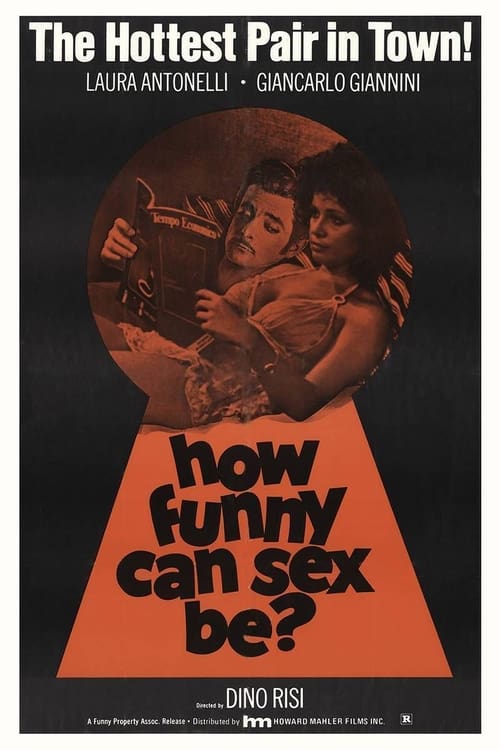 The Hottest Pair in Town!
LAURA ANTONELLI • GIANCARLO GIANNINI
Tempo Economico
how
funny
can sex
be?
Directed by DINO RISI
A Funny Property Assoc. Release • Distributed by hm HOWARD MAHLER FILMS INC. R